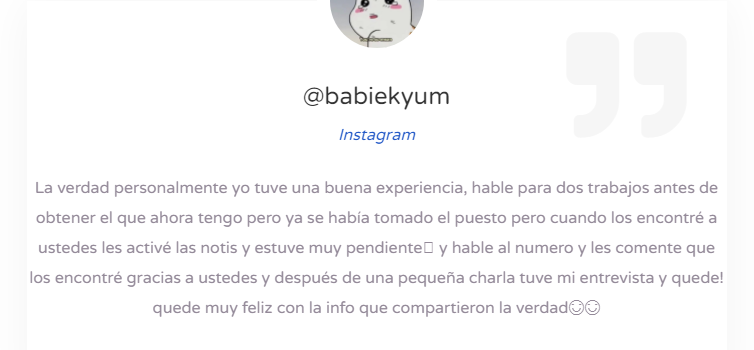 @babiekyum
Instagram
La verdad personalmente yo tuve una buena experiencia, hable para dos trabajos antes de
obtener el que ahora tengo pero ya se había tomado el puesto pero cuando los encontré a
ustedes les activé las notis y estuve muy pendiente▯ y hable al numero y les comente que
los encontré gracias a ustedes y después de una pequeña charla tuve mi entrevista y quede!
quede muy feliz con la info que compartieron la verdad😊😊